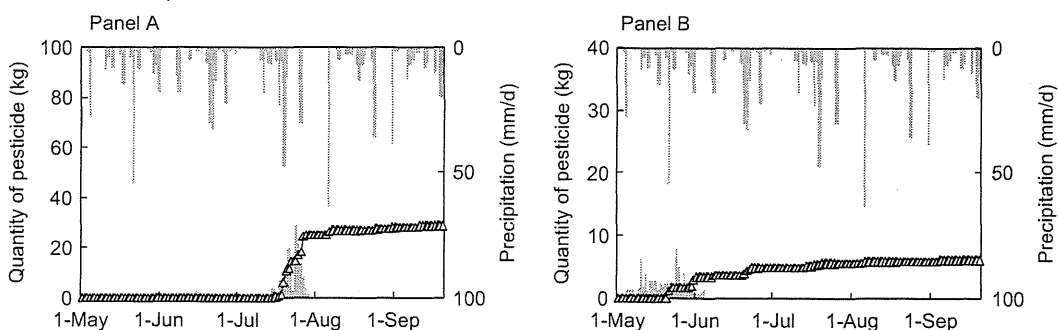 Panel A
100
80
60
40
20
0
Quantity of pesticide (kg)
0
50
100
Precipitation (mm/d)
1-May 1-Jun 1-Jul 1-Aug 1-Sep
Panel B
40
30
20
10
0
Quantity of pesticide (kg)
0
50
100
Precipitation (mm/d)
1-May 1-Jun 1-Jul 1-Aug 1-Sep